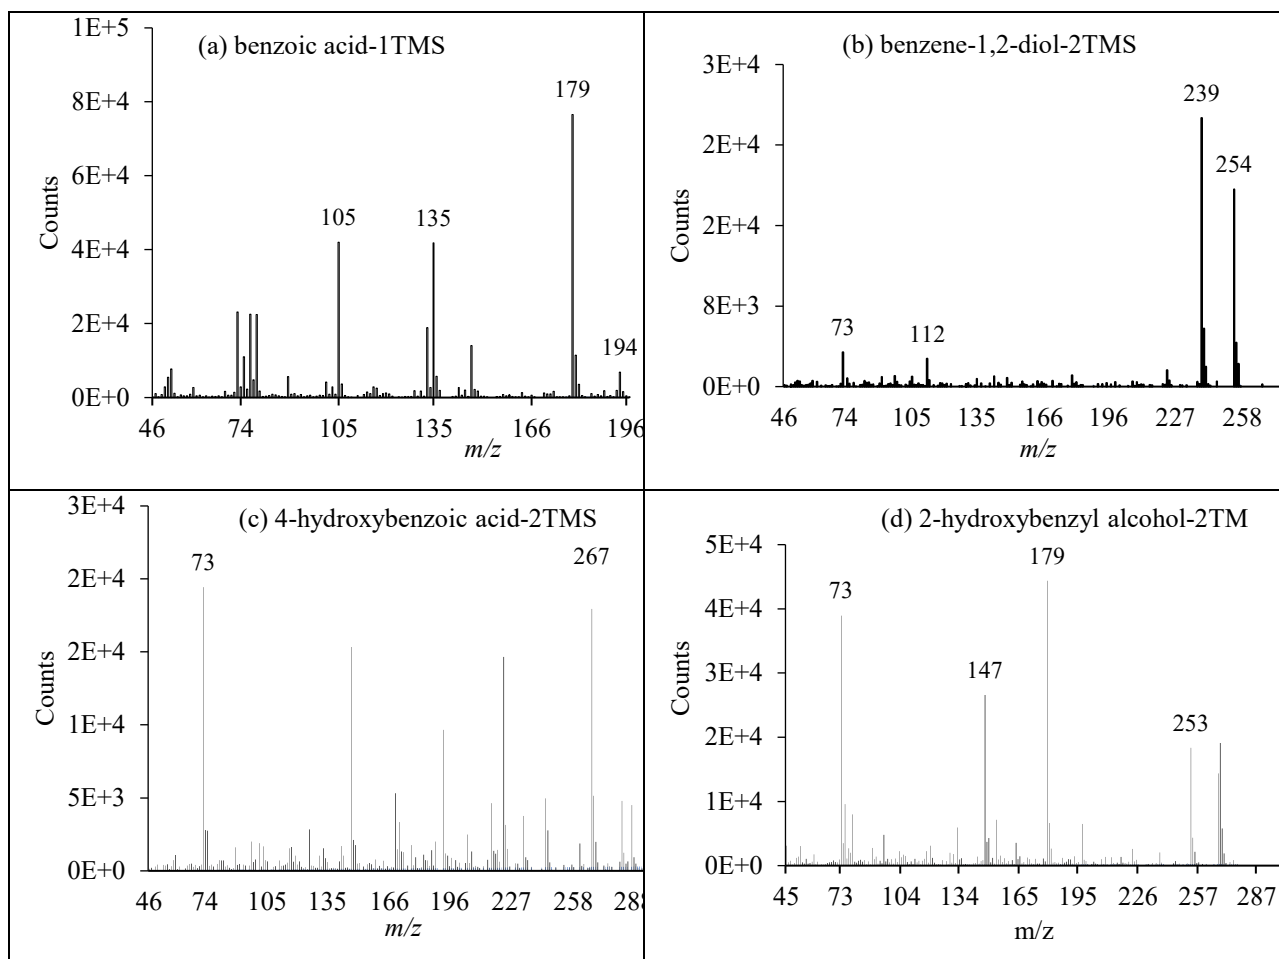 (a) benzoic acid-1TMS
1E+5
8E+4
6E+4
4E+4
2E+4
0E+0
Counts
179
105
135
194
46 74 105 135 166 196
m/z
(b) benzene-1,2-diol-2TMS
3E+4
2E+4
2E+4
8E+3
0E+0
Counts
239
254
73
112
46 74 105 135 166 196 227 258
m/z
(c) 4-hydroxybenzoic acid-2TMS
3E+4
2E+4
2E+4
1E+4
5E+3
0E+0
Counts
73
267
46 74 105 135 166 196 227 258
m/z
(d) 2-hydroxybenzyl alcohol-2TM
5E+4
4E+4
3E+4
2E+4
1E+4
0E+0
Counts
179
73
147
253
45 73 104 134 165 195 226 257 287
m/z